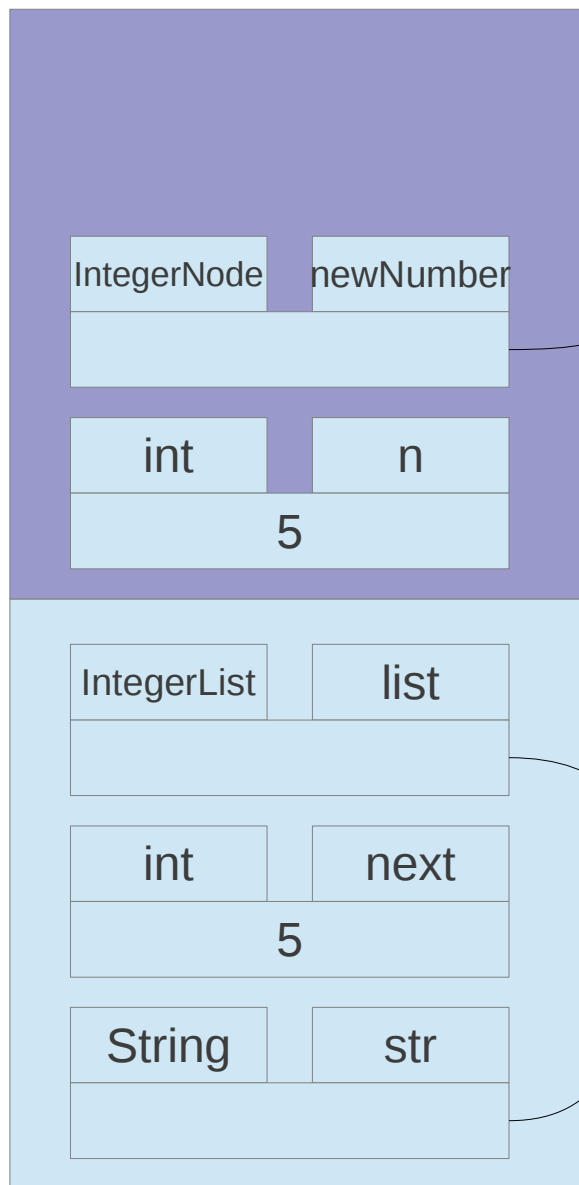 IntegerNode newNumber
int n
5
IntegerList list
int next
5
String str